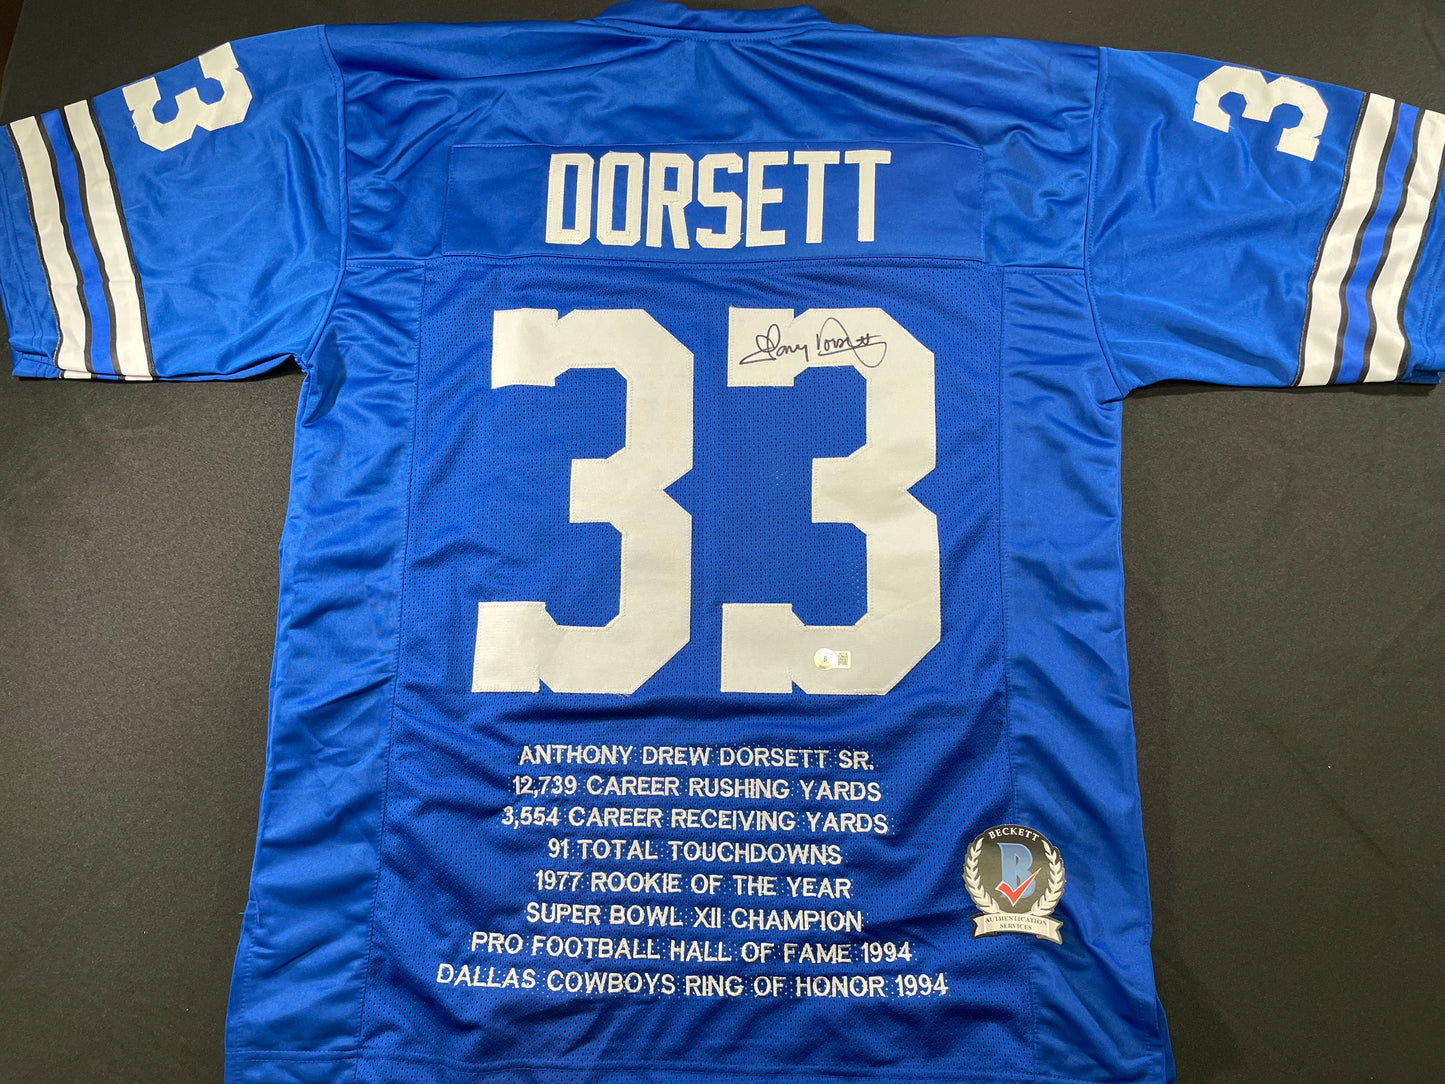 33 33
DORSETT
33
Tony Dorsett
B
ANTHONY DREW DORSETT SR.
12,739 CAREER RUSHING YARDS
3,554 CAREER RECEIVING YARDS
91 TOTAL TOUCHDOWNS
1977 ROOKIE OF THE YEAR
SUPER BOWL XII CHAMPION
PRO FOOTBALL HALL OF FAME 1994
DALLAS COWBOYS RING OF HONOR 1994
BECKETT
B
AUTHENTICATION
SERVICES